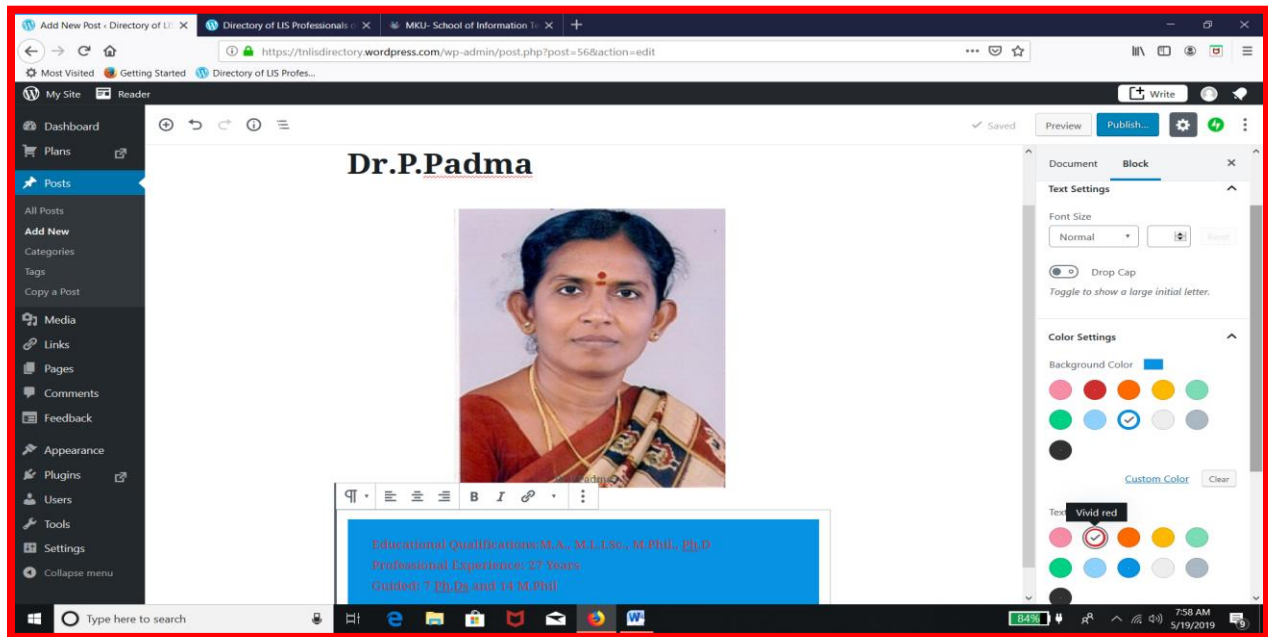 Add New Post ‹ Directory of LIS
Directory of LIS Professionals o
MKU- School of Information Te
https://tnlisdirectory.wordpress.com/wp-admin/post.php?post=56&action=edit
Most Visited Getting Started Directory of LIS Profes...
My Site Reader Write
Saved Preview Publish...
Dashboard
Plans
Posts
All Posts
Add New
Categories
Tags
Copy a Post
Media
Links
Pages
Comments
Feedback
Appearance
Plugins
Users
Tools
Settings
Collapse menu
Dr.P.Padma
B I
Educational Qualifications:M.A., M.L.I.Sc., M.Phil., Ph.D
Professional Experience: 27 Years
Guided: 7 Ph.Ds and 14 M.Phil
Document Block
Text Settings
Font Size
Normal Reset
Drop Cap
Toggle to show a large initial letter.
Color Settings
Background Color
Custom Color Clear
Text
Vivid red
Type here to search
84%
7:58 AM
5/19/2019
9